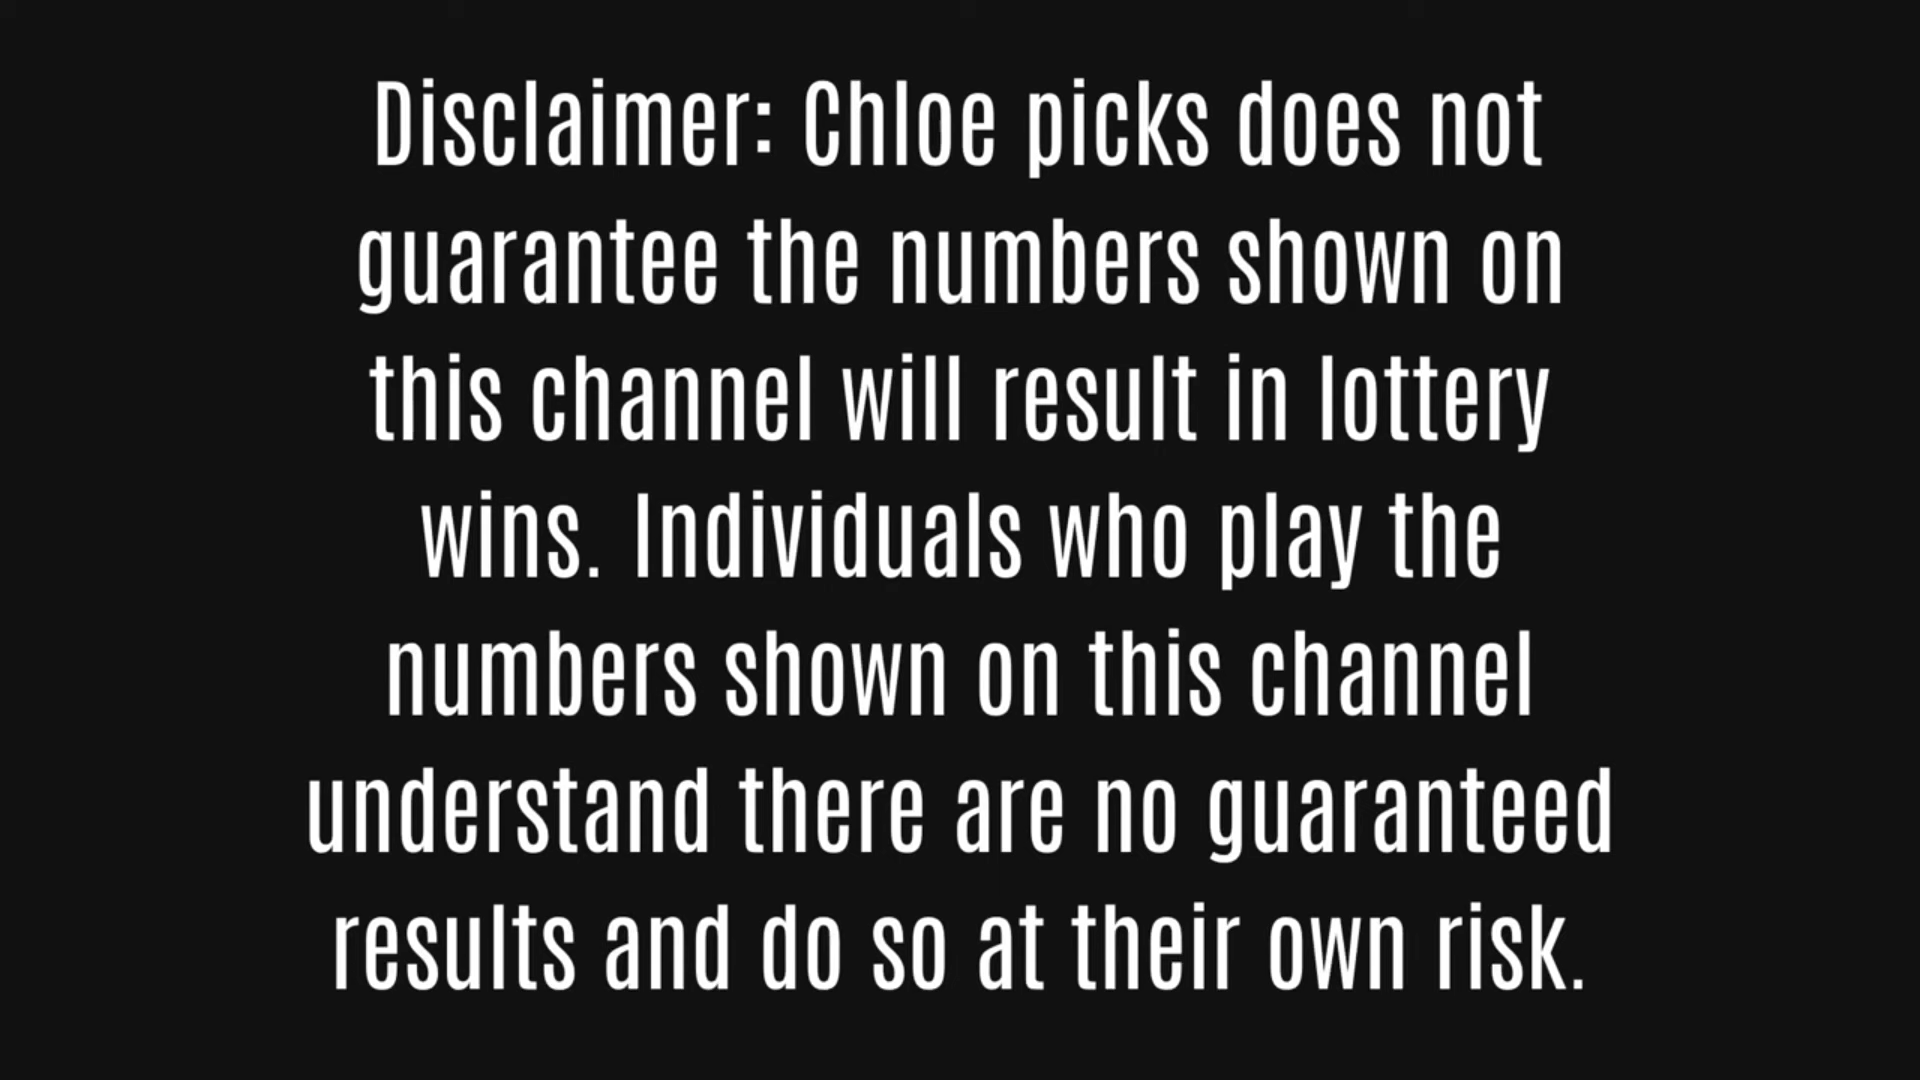 Disclaimer: Chloe picks does not
guarantee the numbers shown on
this channel will result in lottery
wins. Individuals who play the
numbers shown on this channel
understand there are no guaranteed
results and do so at their own risk.